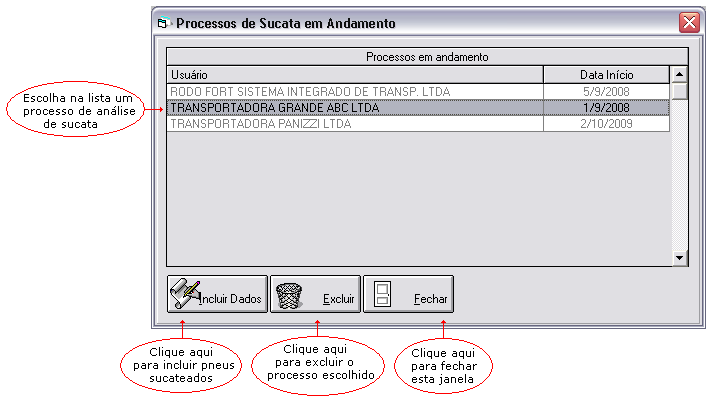 Processos de Sucata em Andamento
Processos em andamento
Usuário Data Início
RODO FORT SISTEMA INTEGRADO DE TRANSP. LTDA 5/9/2008
TRANSPORTADORA GRANDE ABC LTDA 1/9/2008
TRANSPORTADORA PANIZZI LTDA 2/10/2009
Escolha na lista um
processo de análise
de sucata
Incluir Dados
Excluir
Fechar
Clique aqui
para incluir pneus
sucateados
Clique aqui
para excluir o
processo escolhido
Clique aqui
para fechar
esta janela